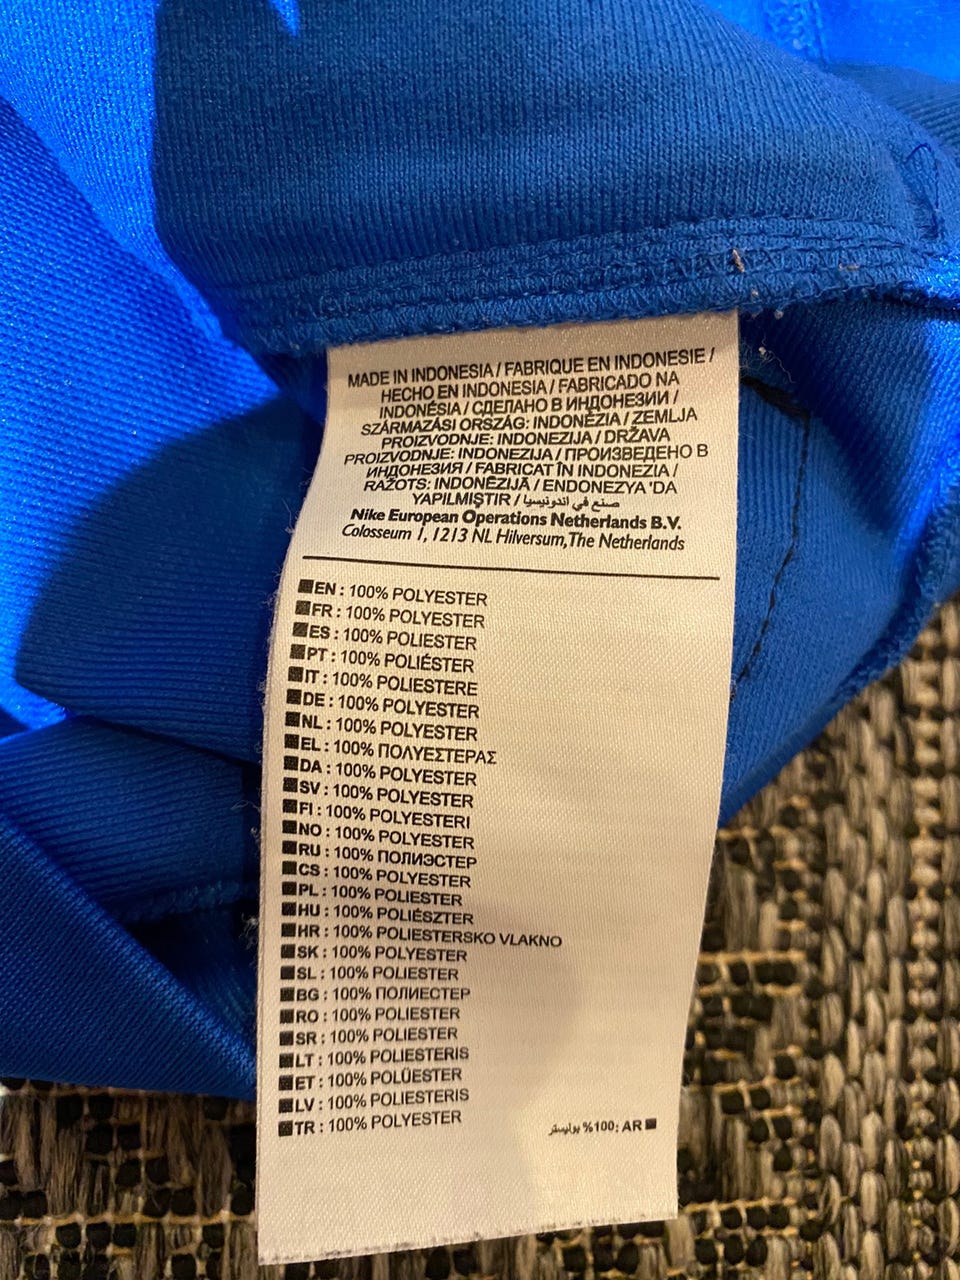 MADE IN INDONESIA / FABRIQUE EN INDONESIE /
HECHO EN INDONESIA / FABRICADO NA
INDONÉSIA / СДЕЛАНО В ИНДОНЕЗИИ /
SZÁRMAZÁSI ORSZÁG: INDONÉZIA / ZEMLJA
PROIZVODNJE: INDONEZIJA / DRŽAVA
PROIZVODNJE: INDONEZIJA / ПРОИЗВЕДЕНО В
ИНДОНЕЗИЯ / FABRICAT ÎN INDONEZIA /
RAŽOTS: INDONĒZIJĀ / ENDONEZYA 'DA
YAPILMIŞTIR / صنع في اندونيسيا
Nike European Operations Netherlands B.V.
Colosseum 1, 1213 NL Hilversum,The Netherlands
EN : 100% POLYESTER
FR : 100% POLYESTER
ES : 100% POLIESTER
PT : 100% POLIÉSTER
IT : 100% POLIESTERE
DE : 100% POLYESTER
NL : 100% POLYESTER
EL : 100% ΠΟΛΥΕΣΤΕΡΑΣ
DA : 100% POLYESTER
SV : 100% POLYESTER
FI : 100% POLYESTERI
NO : 100% POLYESTER
RU : 100% ПОЛИЭСТЕР
CS : 100% POLYESTER
PL : 100% POLIESTER
HU : 100% POLIÉSZTER
HR : 100% POLIESTERSKO VLAKNO
SK : 100% POLYESTER
SL : 100% POLIESTER
BG : 100% ПОЛИЕСТЕР
RO : 100% POLIESTER
SR : 100% POLIESTER
LT : 100% POLIESTERIS
ET : 100% POLÜESTER
LV : 100% POLIESTERIS
TR : 100% POLYESTER
AR :100% بوليستر